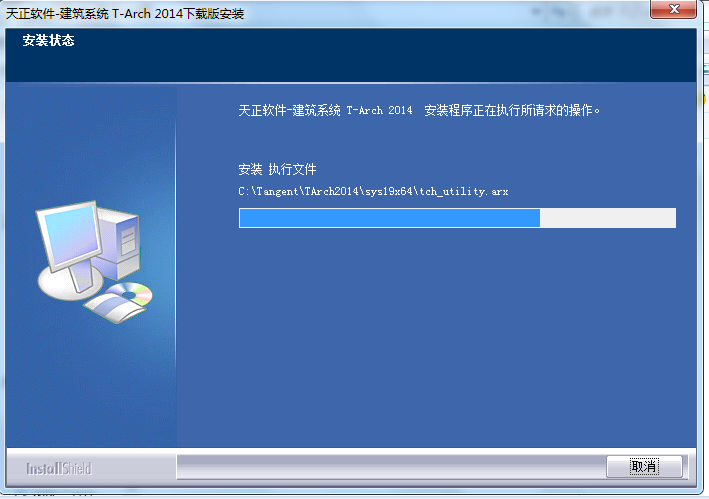 天正软件-建筑系统 T-Arch 2014下载版安装
安装状态
天正软件-建筑系统 T-Arch 2014 安装程序正在执行所请求的操作。
安装 执行文件
C:\Tangent\TArch2014\sys19x64\tch_utility.arx
InstallShield
取消